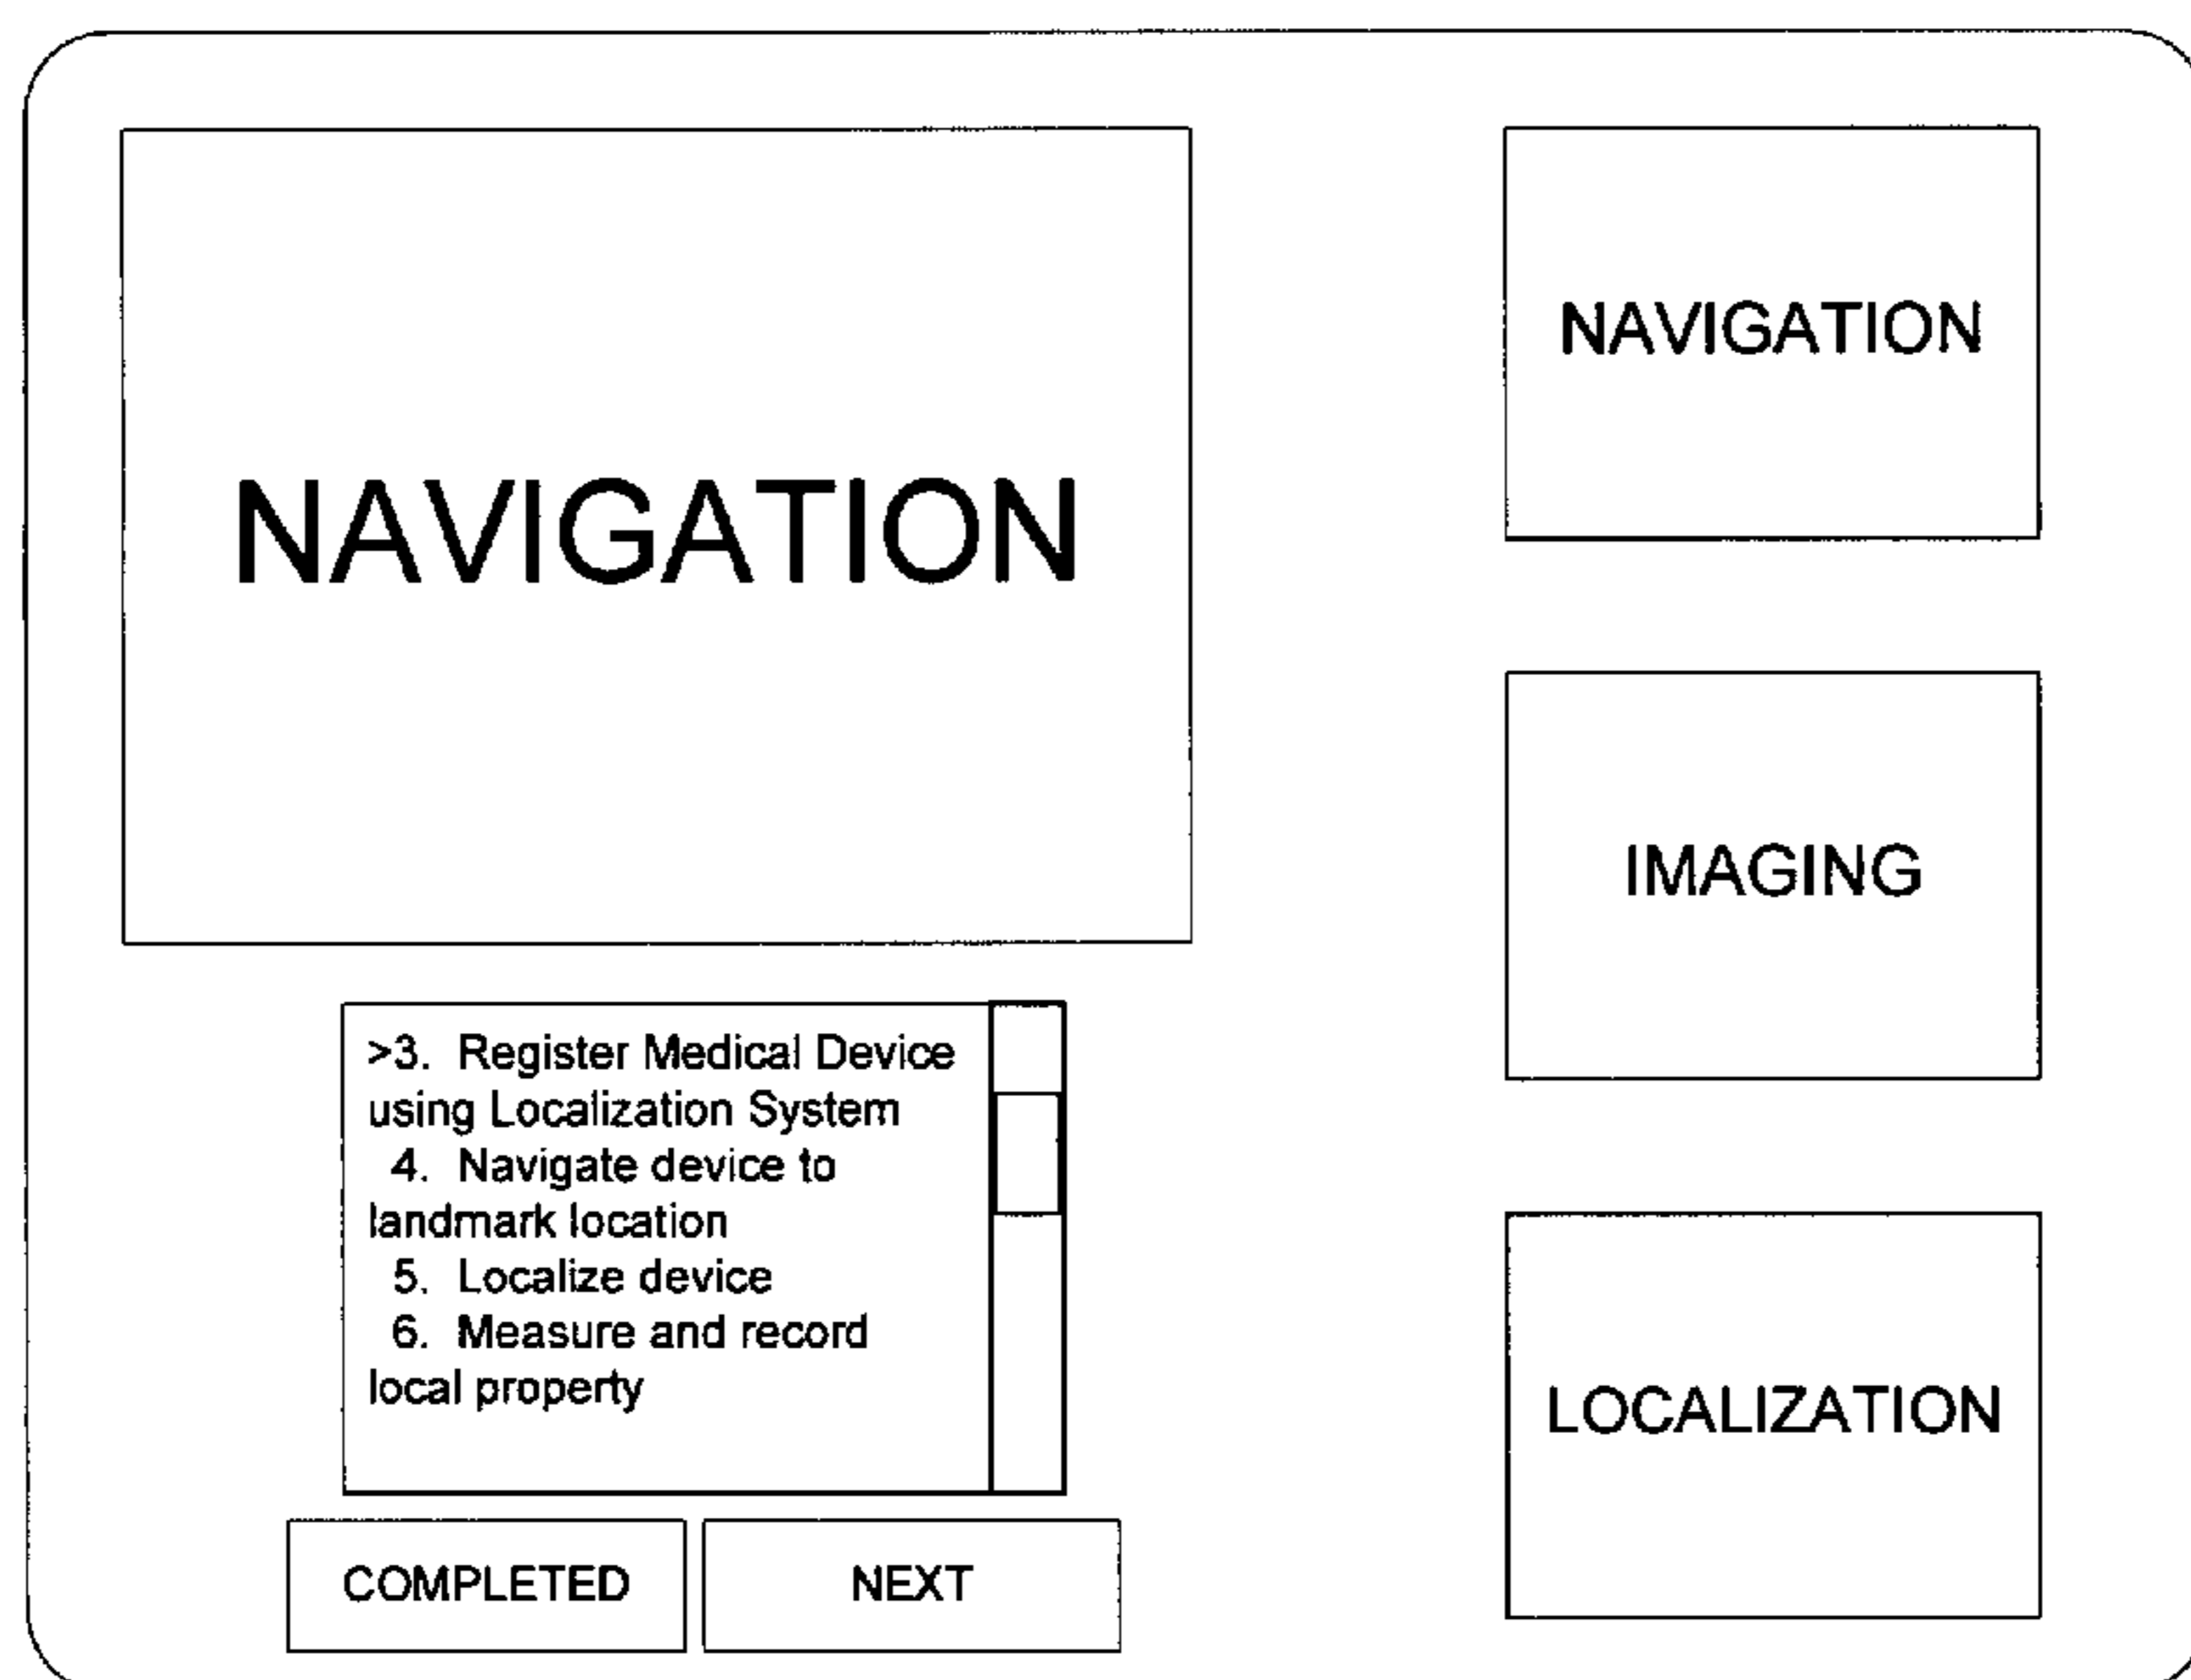 NAVIGATION
>3. Register Medical Device
using Localization System
4. Navigate device to
landmark location
5. Localize device
6. Measure and record
local property
COMPLETED
NEXT
NAVIGATION
IMAGING
LOCALIZATION